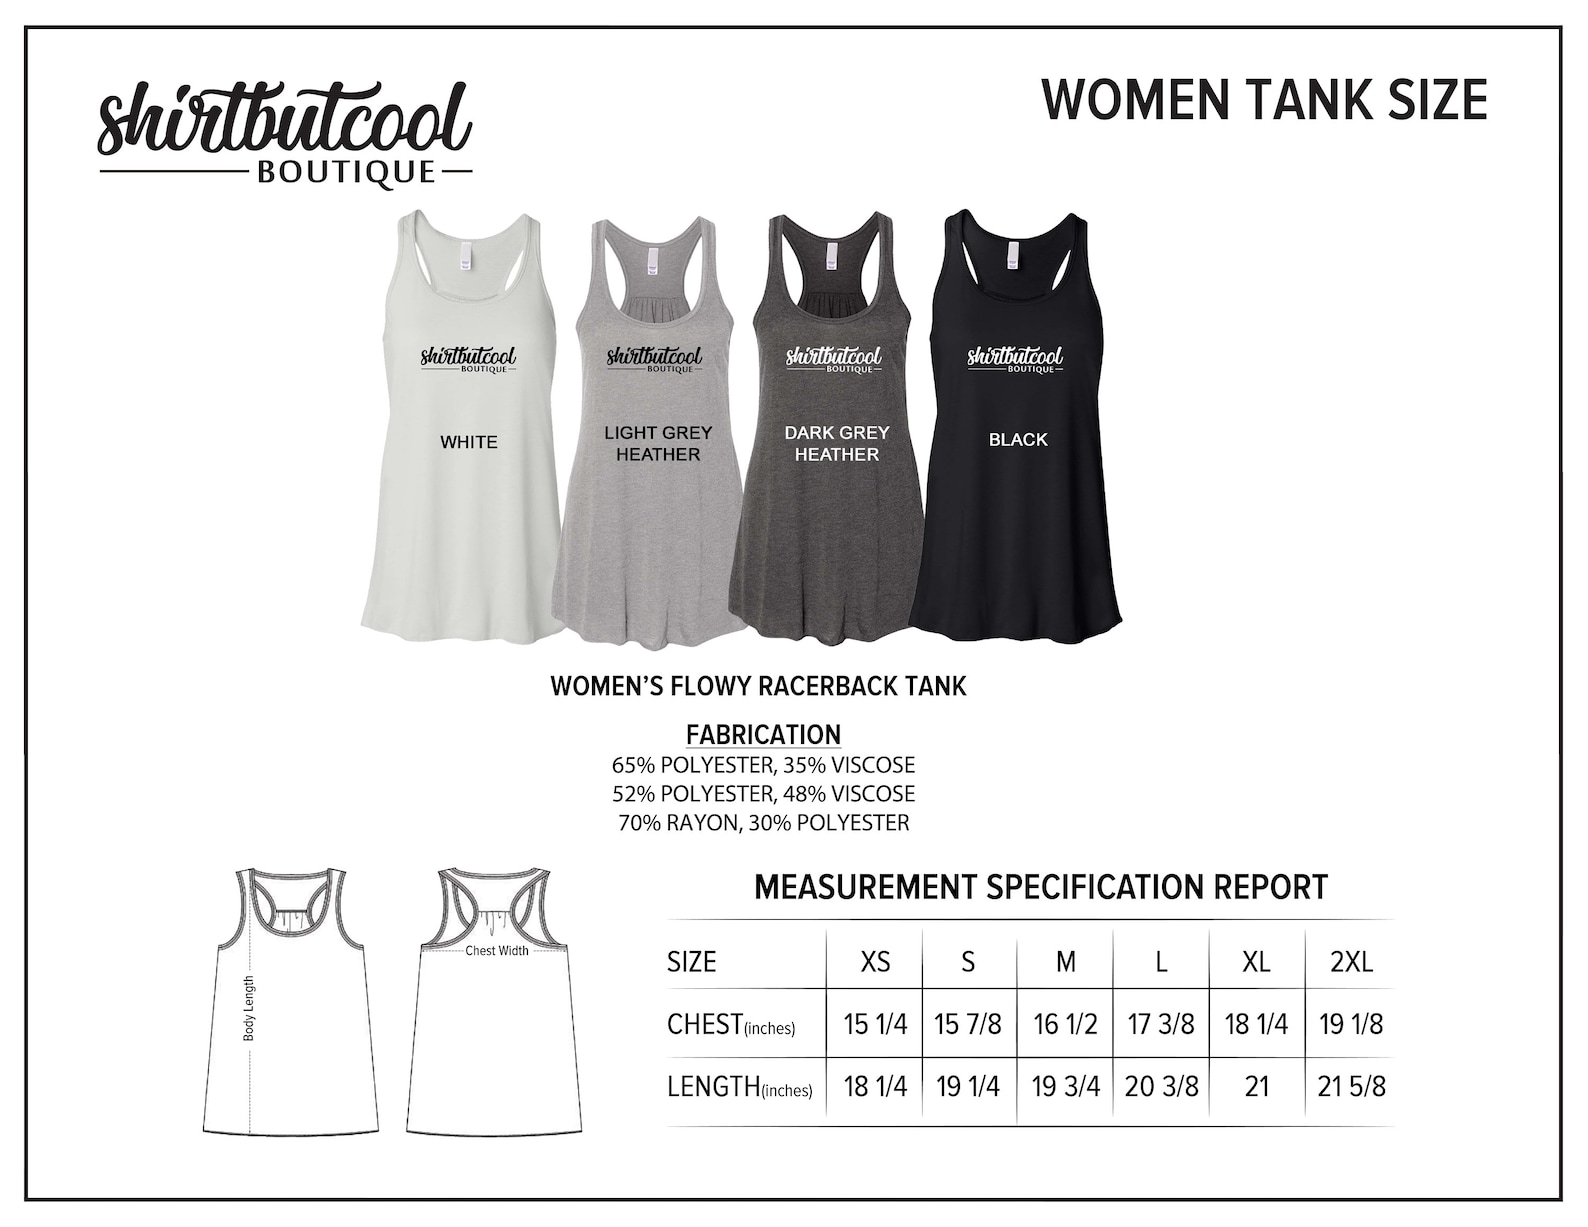 shirtbutcool
BOUTIQUE
WOMEN TANK SIZE
shirtbutcool
BOUTIQUE
WHITE
shirtbutcool
BOUTIQUE
LIGHT GREY
HEATHER
shirtbutcool
BOUTIQUE
DARK GREY
HEATHER
shirtbutcool
BOUTIQUE
BLACK
WOMEN’S FLOWY RACERBACK TANK
FABRICATION
65% POLYESTER, 35% VISCOSE
52% POLYESTER, 48% VISCOSE
70% RAYON, 30% POLYESTER
Body Length
Chest Width
MEASUREMENT SPECIFICATION REPORT
SIZE XS S M L XL 2XL
CHEST(inches) 15 1/4 15 7/8 16 1/2 17 3/8 18 1/4 19 1/8
LENGTH(inches) 18 1/4 19 1/4 19 3/4 20 3/8 21 21 5/8